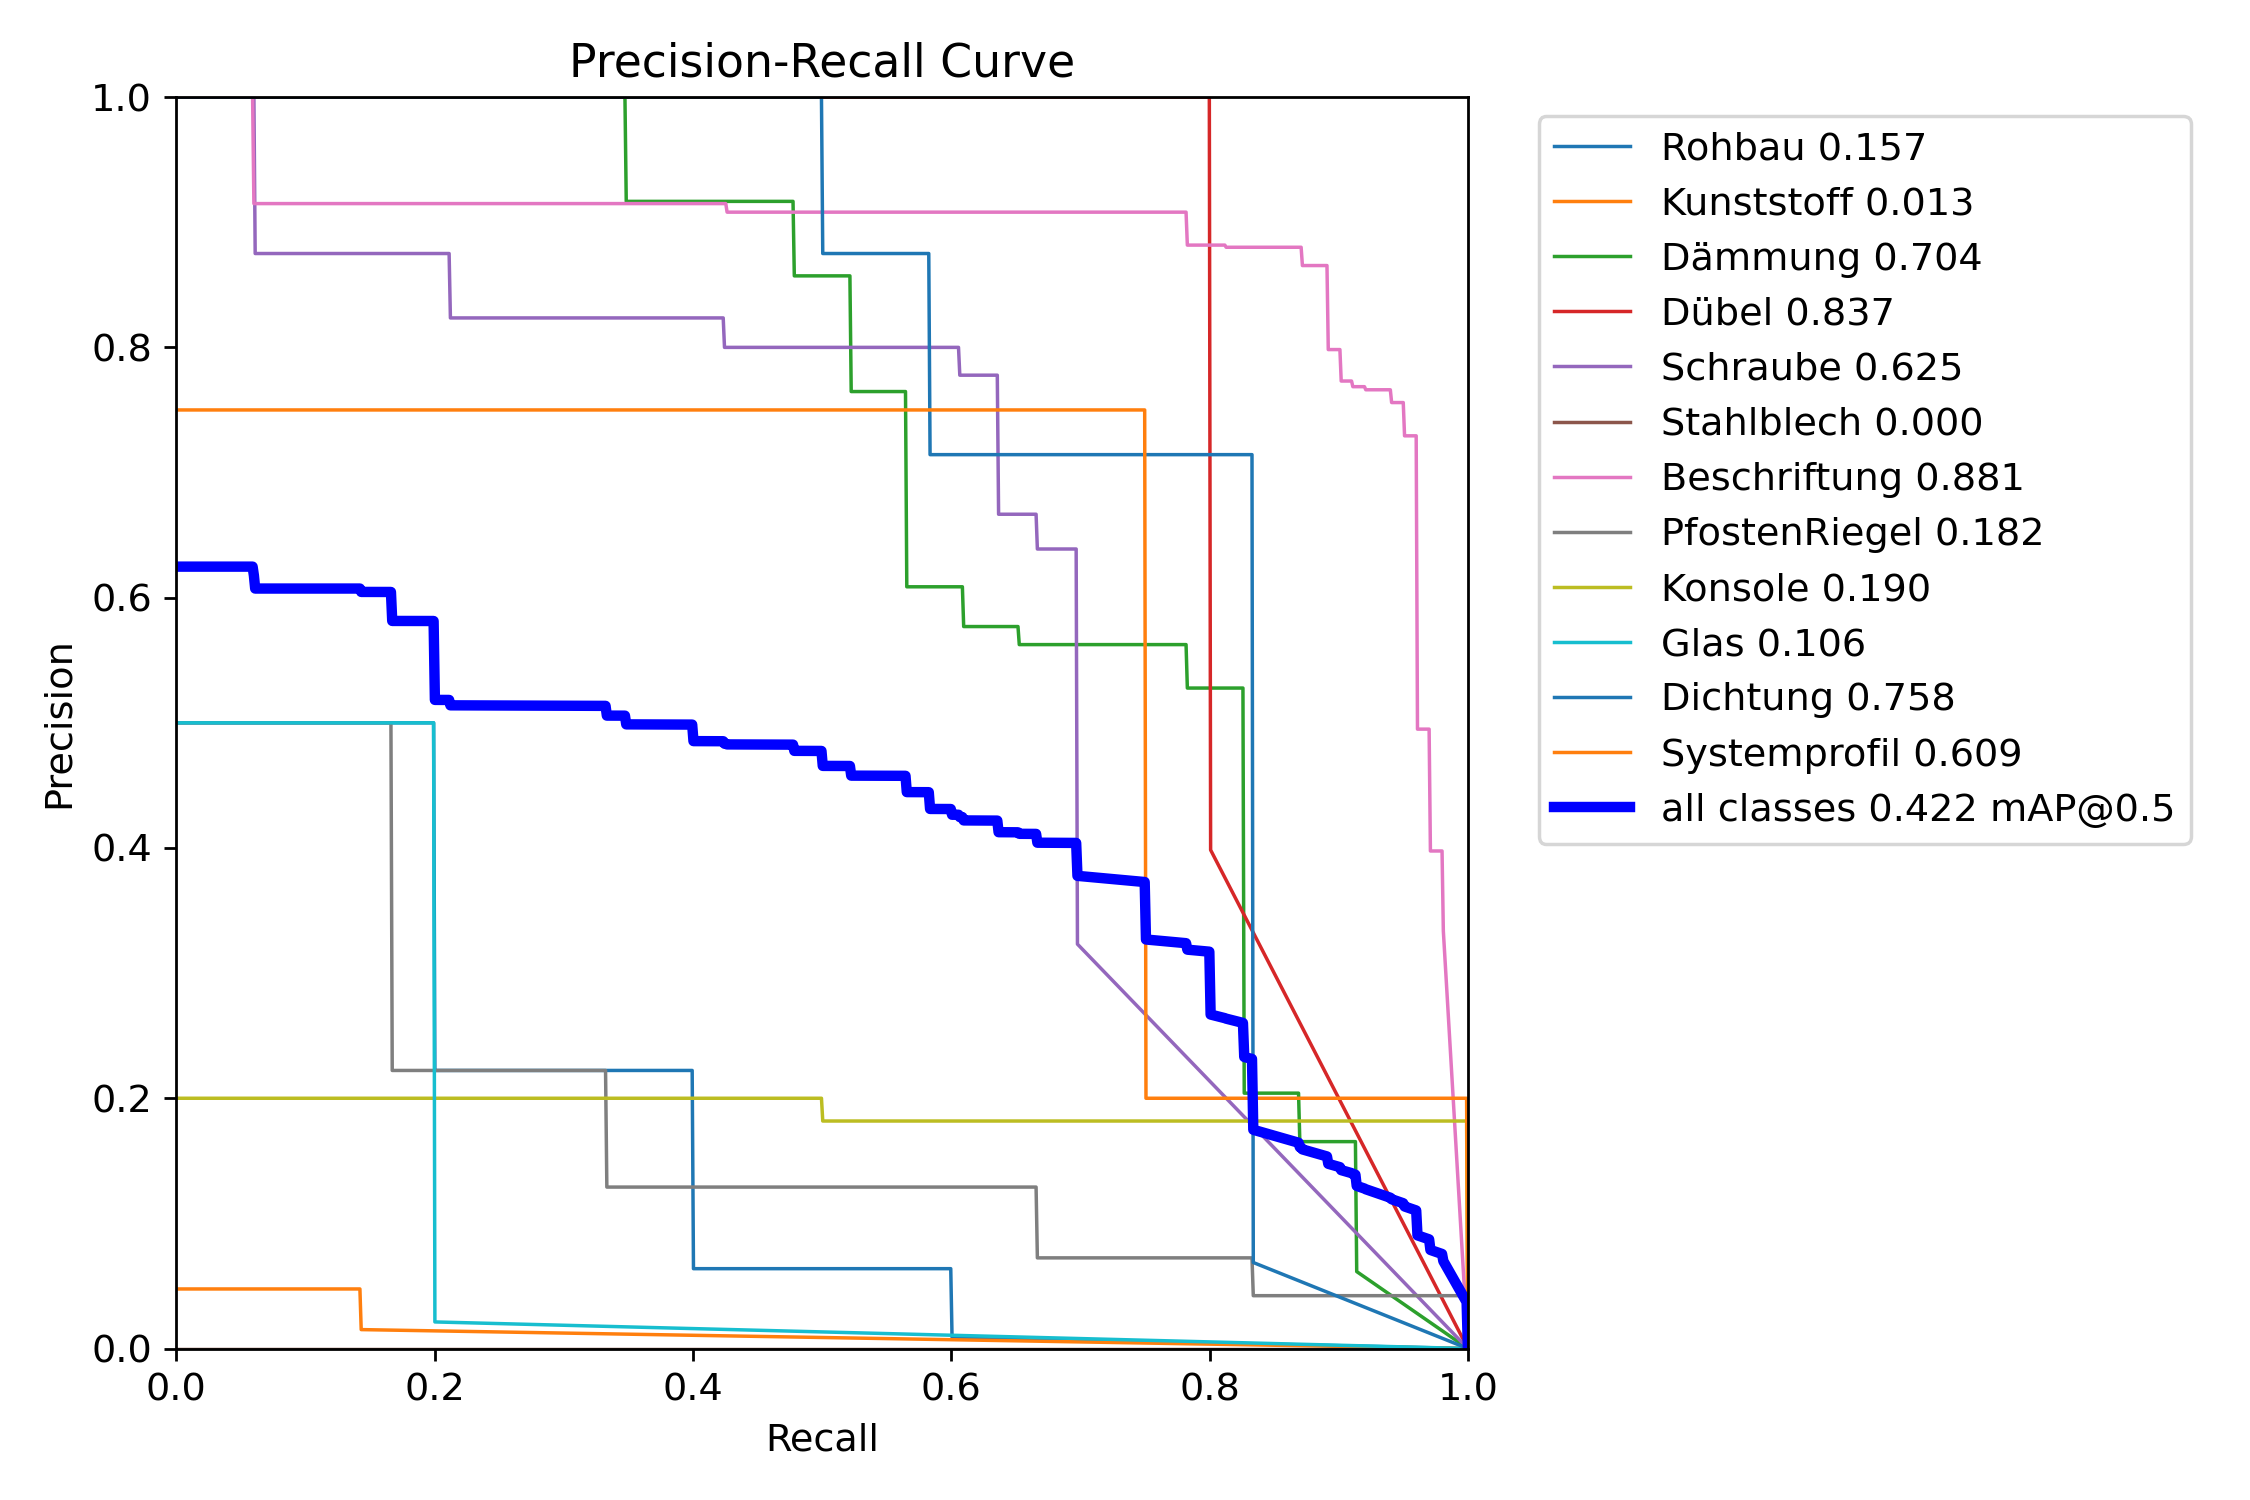 Precision-Recall Curve
1.0
0.8
0.6
0.4
0.2
0.0
Precision
0.0 0.2 0.4 0.6 0.8 1.0
Recall
Rohbau 0.157
Kunststoff 0.013
Dämmung 0.704
Dübel 0.837
Schraube 0.625
Stahlblech 0.000
Beschriftung 0.881
PfostenRiegel 0.182
Konsole 0.190
Glas 0.106
Dichtung 0.758
Systemprofil 0.609
all classes 0.422 mAP@0.5